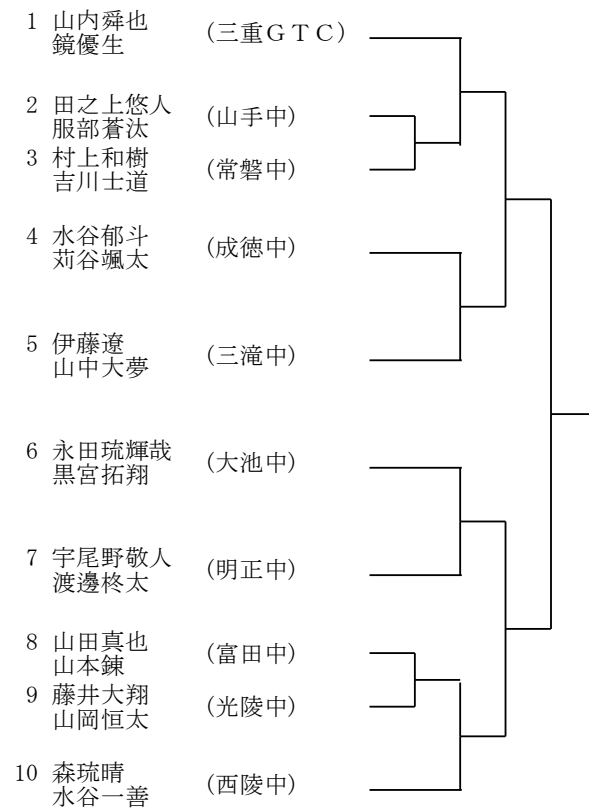 1 山内舜也
鏡優生
(三重ＧＴＣ)
2 田之上悠人
服部蒼汰
(山手中)
3 村上和樹
吉川士道
(常磐中)
4 水谷郁斗
苅谷颯太
(成徳中)
5 伊藤遼
山中大夢
(三滝中)
6 永田琉輝哉
黒宮拓翔
(大池中)
7 宇尾野敬人
渡邊柊太
(明正中)
8 山田真也
山本錬
(富田中)
9 藤井大翔
山岡恒太
(光陵中)
10 森琉晴
水谷一善
(西陵中)